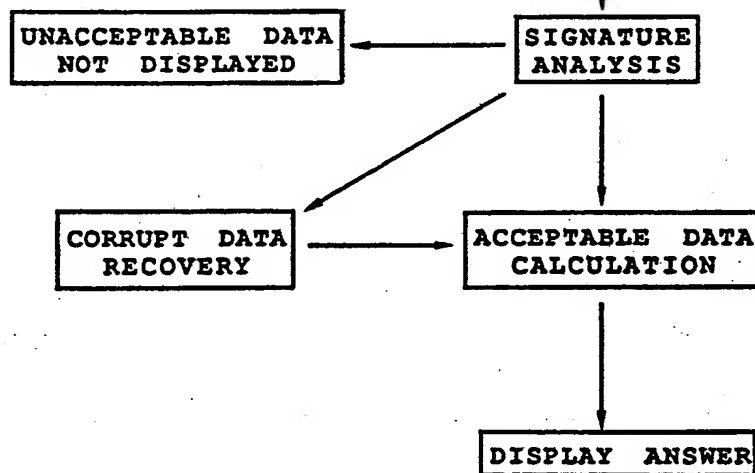 UNACCEPTABLE DATA
NOT DISPLAYED
SIGNATURE
ANALYSIS
CORRUPT DATA
RECOVERY
ACCEPTABLE DATA
CALCULATION
DISPLAY ANSWER